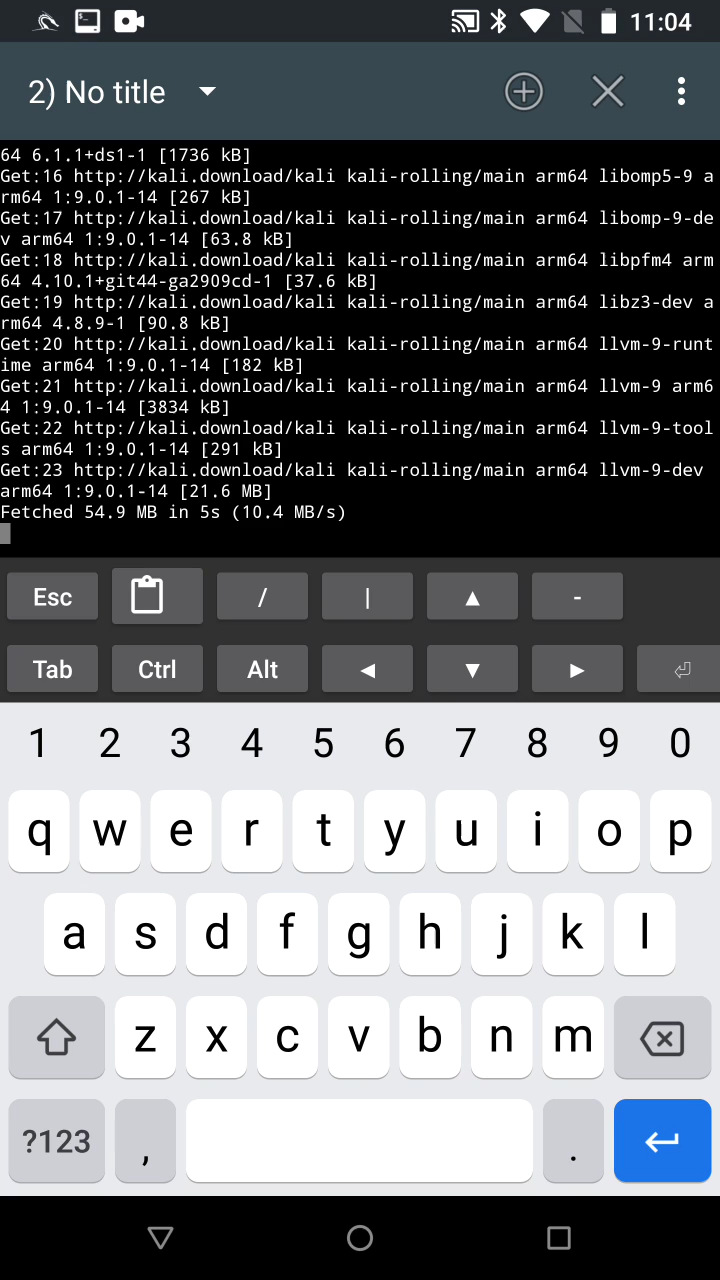 11:04
2) No title
64 6.1.1+ds1-1 [1736 kB]
Get:16 http://kali.download/kali kali-rolling/main arm64 libomp5-9 a
rm64 1:9.0.1-14 [267 kB]
Get:17 http://kali.download/kali kali-rolling/main arm64 libomp-9-de
v arm64 1:9.0.1-14 [63.8 kB]
Get:18 http://kali.download/kali kali-rolling/main arm64 libpfm4 arm
64 4.10.1+git44-ga2909cd-1 [37.6 kB]
Get:19 http://kali.download/kali kali-rolling/main arm64 libz3-dev a
rm64 4.8.9-1 [90.8 kB]
Get:20 http://kali.download/kali kali-rolling/main arm64 llvm-9-runt
ime arm64 1:9.0.1-14 [182 kB]
Get:21 http://kali.download/kali kali-rolling/main arm64 llvm-9 arm6
4 1:9.0.1-14 [3834 kB]
Get:22 http://kali.download/kali kali-rolling/main arm64 llvm-9-tool
s arm64 1:9.0.1-14 [291 kB]
Get:23 http://kali.download/kali kali-rolling/main arm64 llvm-9-dev
arm64 1:9.0.1-14 [21.6 MB]
Fetched 54.9 MB in 5s (10.4 MB/s)
Esc / | ▲ -
Tab Ctrl Alt ◀ ▼ ▶ ⏎
1 2 3 4 5 6 7 8 9 0
q w e r t y u i o p
a s d f g h j k l
z x c v b n m
?123 , .